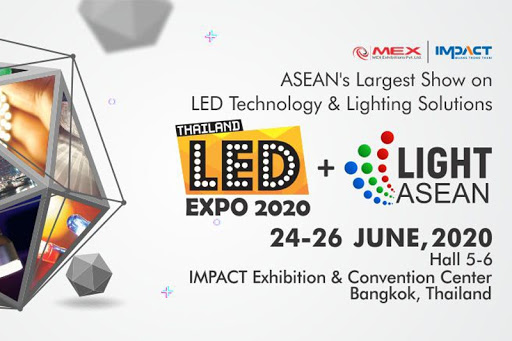 MEX
IMPACT
ASEAN's Largest Show on
LED Technology & Lighting Solutions
THAILAND
LED
EXPO 2020
+
LIGHT
ASEAN
24-26 JUNE, 2020
Hall 5-6
IMPACT Exhibition & Convention Center
Bangkok, Thailand